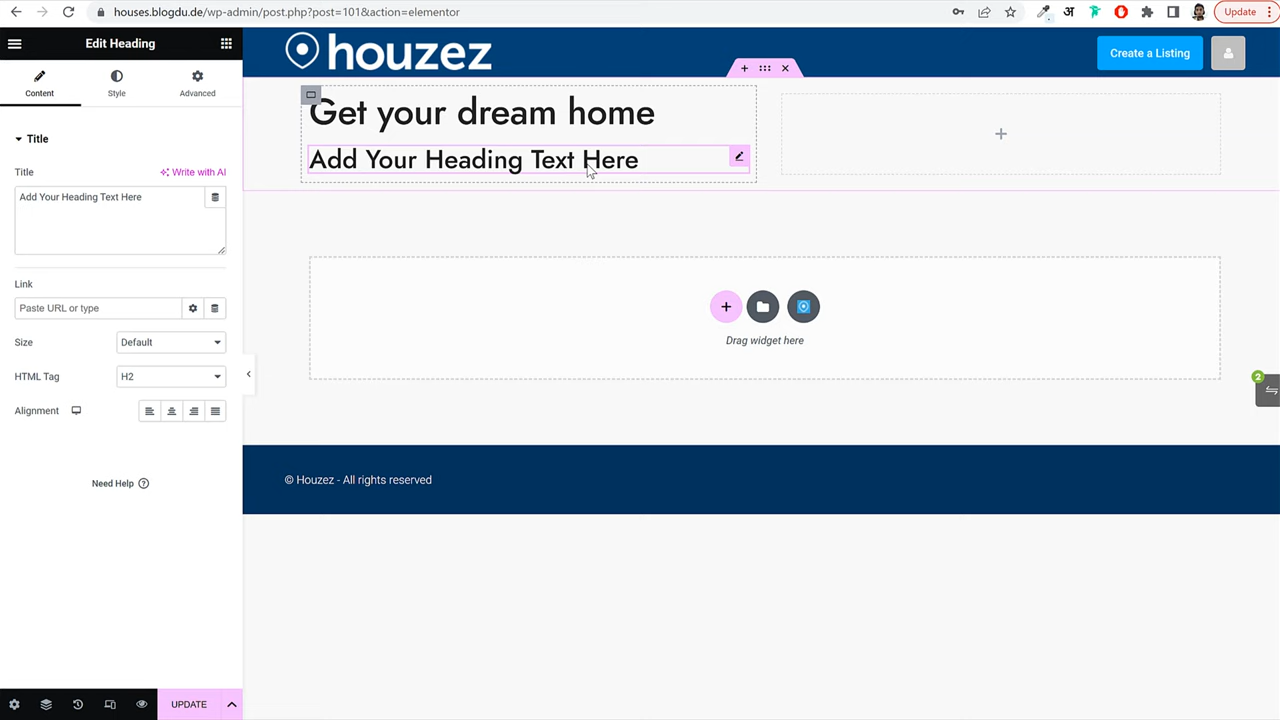 houses.blogdu.de/wp-admin/post.php?post=101&action=elementor
अ
Update
Edit Heading
Content
Style
Advanced
Title
Title
Write with AI
Add Your Heading Text Here
Link
Paste URL or type
Size
Default
HTML Tag
H2
Alignment
Need Help
?
UPDATE
houzez
Create a Listing
Get your dream home
Add Your Heading Text Here
Drag widget here
2
© Houzez - All rights reserved